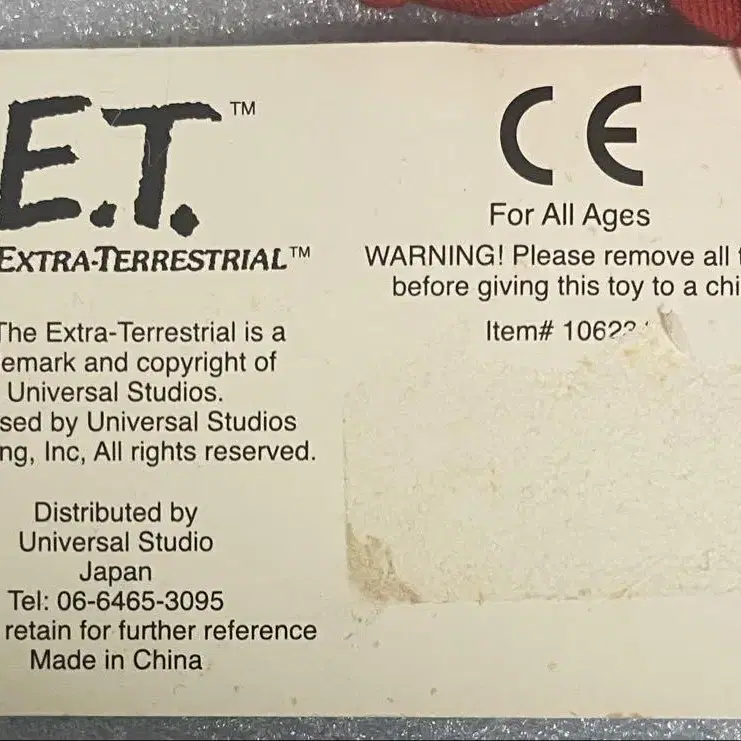 E.T.™
EXTRA-TERRESTRIAL™
The Extra-Terrestrial is a
emark and copyright of
Universal Studios.
sed by Universal Studios
ng, Inc, All rights reserved.
Distributed by
Universal Studio
Japan
Tel: 06-6465-3095
retain for further reference
Made in China
CE
For All Ages
WARNING! Please remove all
before giving this toy to a chi
Item#